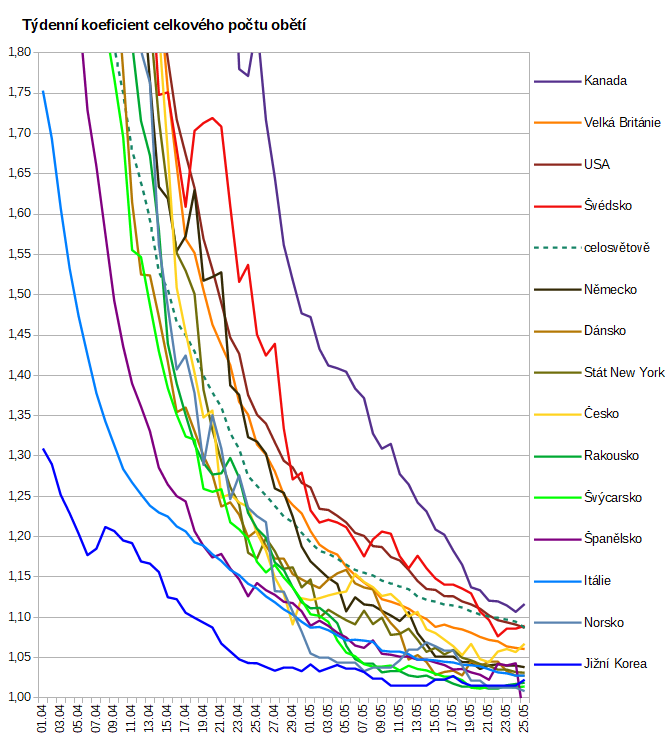 Týdenní koeficient celkového počtu obětí
1,80
1,75
1,70
1,65
1,60
1,55
1,50
1,45
1,40
1,35
1,30
1,25
1,20
1,15
1,10
1,05
1,00
01.04
03.04
05.04
07.04
09.04
11.04
13.04
15.04
17.04
19.04
21.04
23.04
25.04
27.04
29.04
01.05
03.05
05.05
07.05
09.05
11.05
13.05
15.05
17.05
19.05
21.05
23.05
25.05
Kanada
Velká Británie
USA
Švédsko
celosvětově
Německo
Dánsko
Stát New York
Česko
Rakousko
Švýcarsko
Španělsko
Itálie
Norsko
Jižní Korea